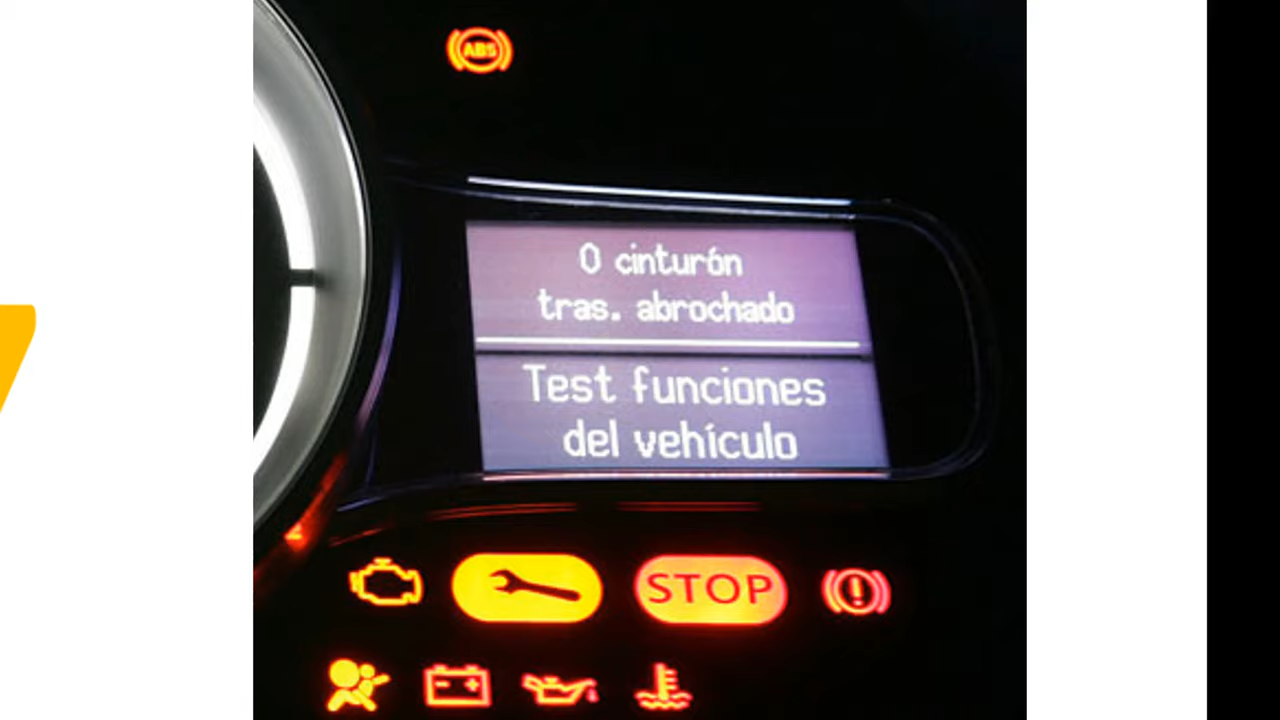 ABS
0 cinturón
tras. abrochado
Test funciones
del vehículo
STOP